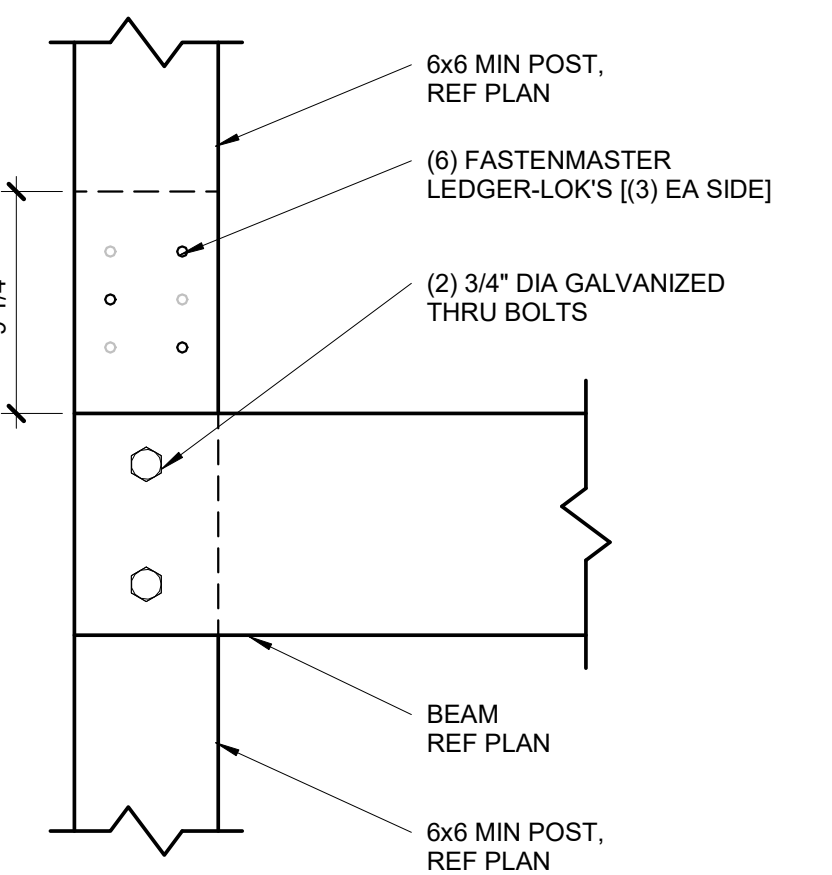 6x6 MIN POST,
REF PLAN
(6) FASTENMASTER
LEDGER-LOK'S [(3) EA SIDE]
(2) 3/4" DIA GALVANIZED
THRU BOLTS
BEAM
REF PLAN
6x6 MIN POST,
REF PLAN